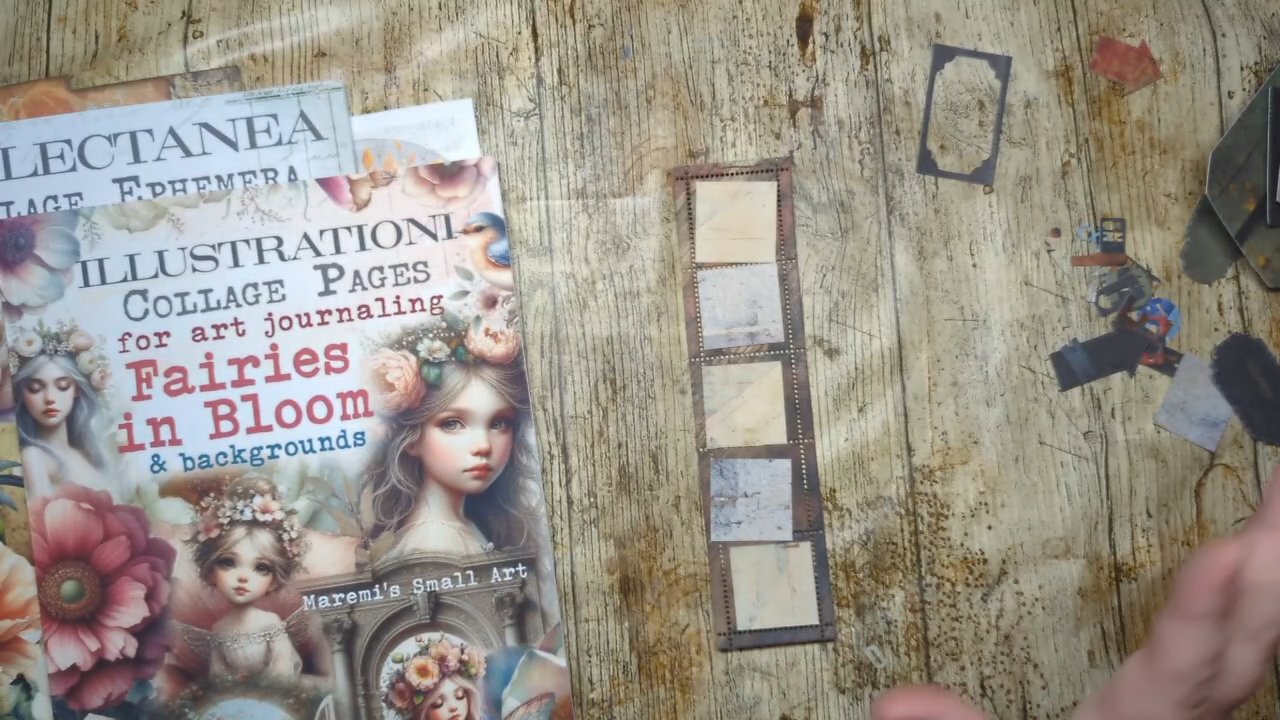 LECTANEA
LAGE EPHEMERA
ILLUSTRATIONI
COLLAGE PAGES
for art journaling
Fairies
in Bloom
& backgrounds
Maremi's Small Art